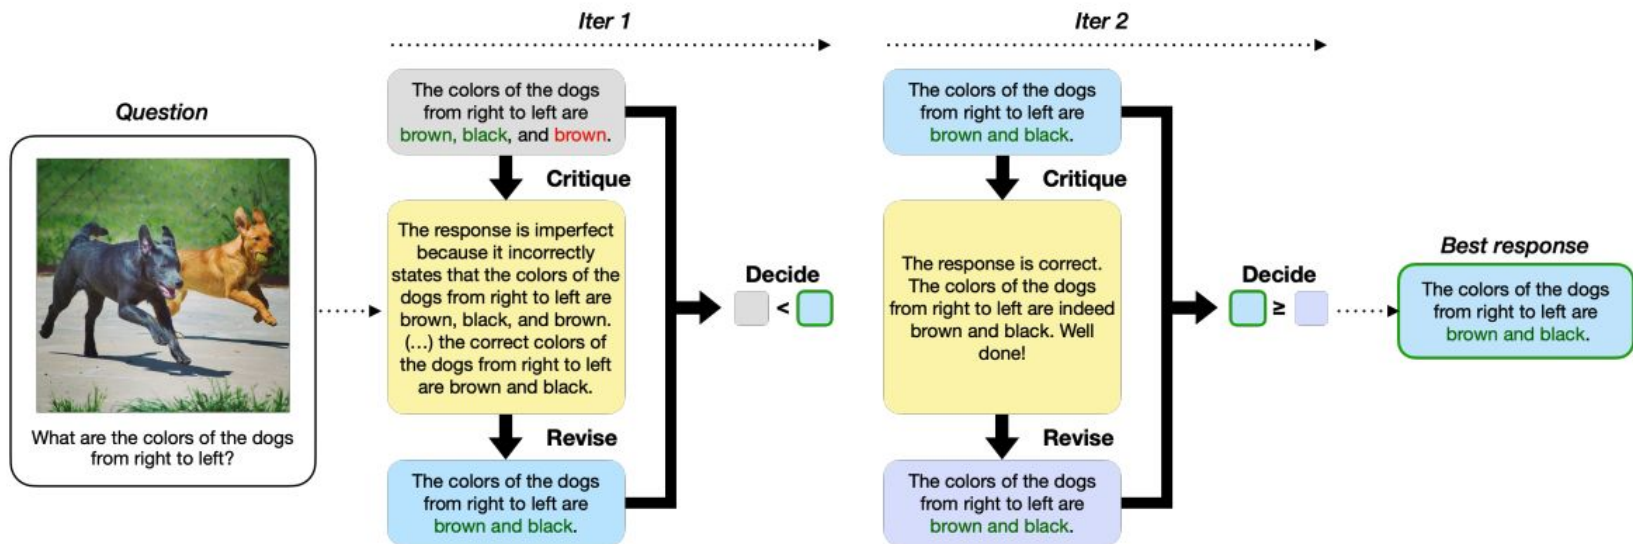 Iter 1
Iter 2
Question
What are the colors of the dogs
from right to left?
The colors of the dogs
from right to left are
brown, black, and brown.
Critique
The response is imperfect
because it incorrectly
states that the colors of the
dogs from right to left are
brown, black, and brown.
(...) the correct colors of
the dogs from right to left
are brown and black.
Revise
The colors of the dogs
from right to left are
brown and black.
Decide
<
The colors of the dogs
from right to left are
brown and black.
Critique
The response is correct.
The colors of the dogs
from right to left are indeed
brown and black. Well
done!
Revise
The colors of the dogs
from right to left are
brown and black.
Decide
≥
Best response
The colors of the dogs
from right to left are
brown and black.